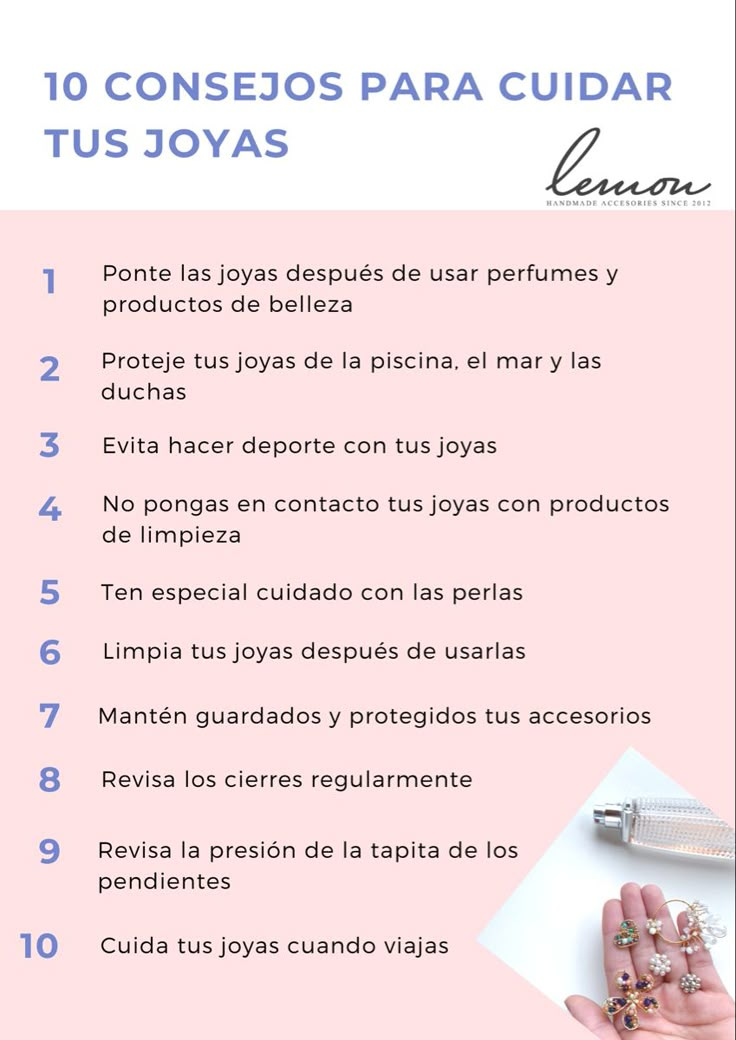 10 CONSEJOS PARA CUIDAR
TUS JOYAS
lemon
HANDMADE ACCESORIES SINCE 2012
1 Ponte las joyas después de usar perfumes y
productos de belleza
2 Proteje tus joyas de la piscina, el mar y las
duchas
3 Evita hacer deporte con tus joyas
4 No pongas en contacto tus joyas con productos
de limpieza
5 Ten especial cuidado con las perlas
6 Limpia tus joyas después de usarlas
7 Mantén guardados y protegidos tus accesorios
8 Revisa los cierres regularmente
9 Revisa la presión de la tapita de los
pendientes
10 Cuida tus joyas cuando viajas